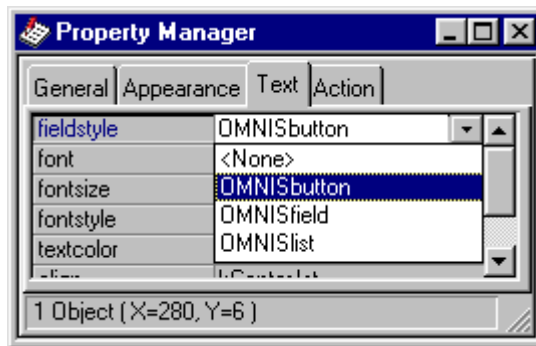 Property Manager
General Appearance Text Action
fieldstyle OMNISbutton
font <None>
fontsize OMNISbutton
fontstyle OMNISfield
textcolor OMNISlist
1 Object ( X=280, Y=6 )